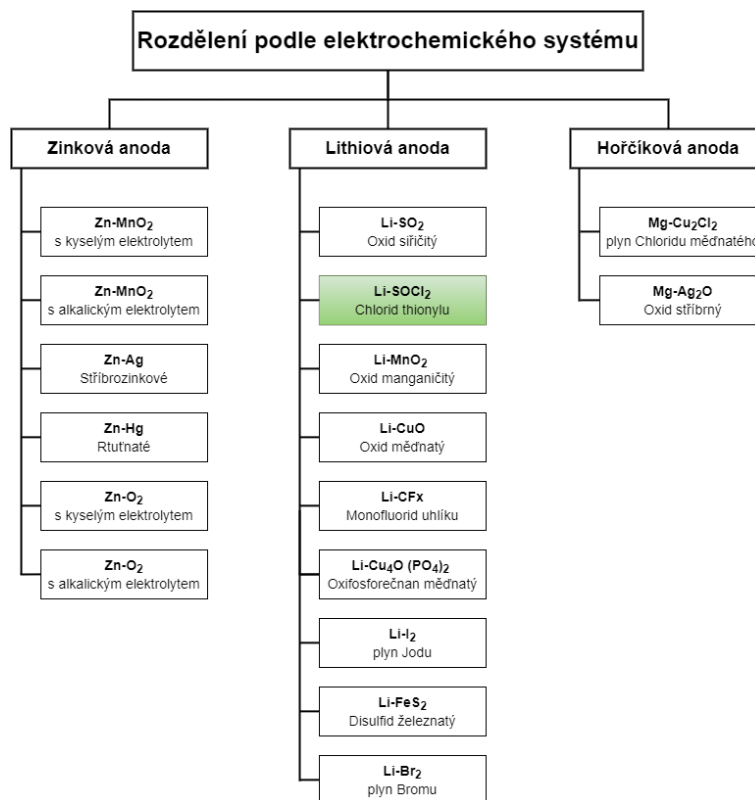 Rozdělení podle elektrochemického systému
Zinková anoda
Zn-MnO₂
s kyselým elektrolytem
Zn-MnO₂
s alkalickým elektrolytem
Zn-Ag
Stříbrozinkové
Zn-Hg
Rtuťnaté
Zn-O₂
s kyselým elektrolytem
Zn-O₂
s alkalickým elektrolytem
Lithiová anoda
Li-SO₂
Oxid siřičitý
Li-SOCl₂
Chlorid thionylu
Li-MnO₂
Oxid manganičitý
Li-CuO
Oxid měďnatý
Li-CFx
Monofluorid uhlíku
Li-Cu₄O (PO₄)₂
Oxifosforečnan měďnatý
Li-I₂
plyn Jodu
Li-FeS₂
Disulfid železnatý
Li-Br₂
plyn Bromu
Hořčíková anoda
Mg-Cu₂Cl₂
plyn Chloridu měďnatého
Mg-Ag₂O
Oxid stříbrný